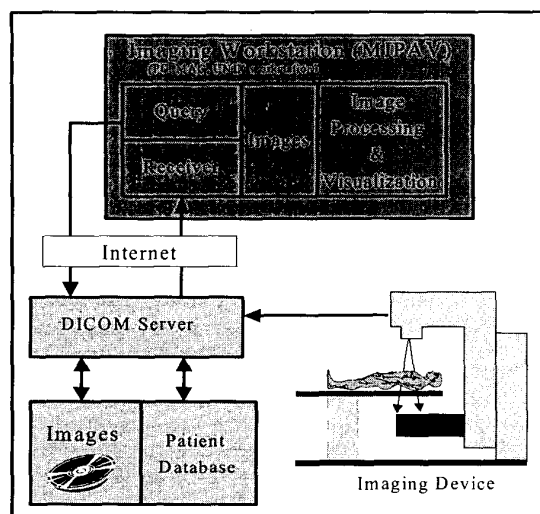 Imaging Workstation (MIPAV)
Query
Receiver
Images
Image
Processing
&
Visualization
Internet
DICOM Server
Images
Patient
Database
Imaging Device